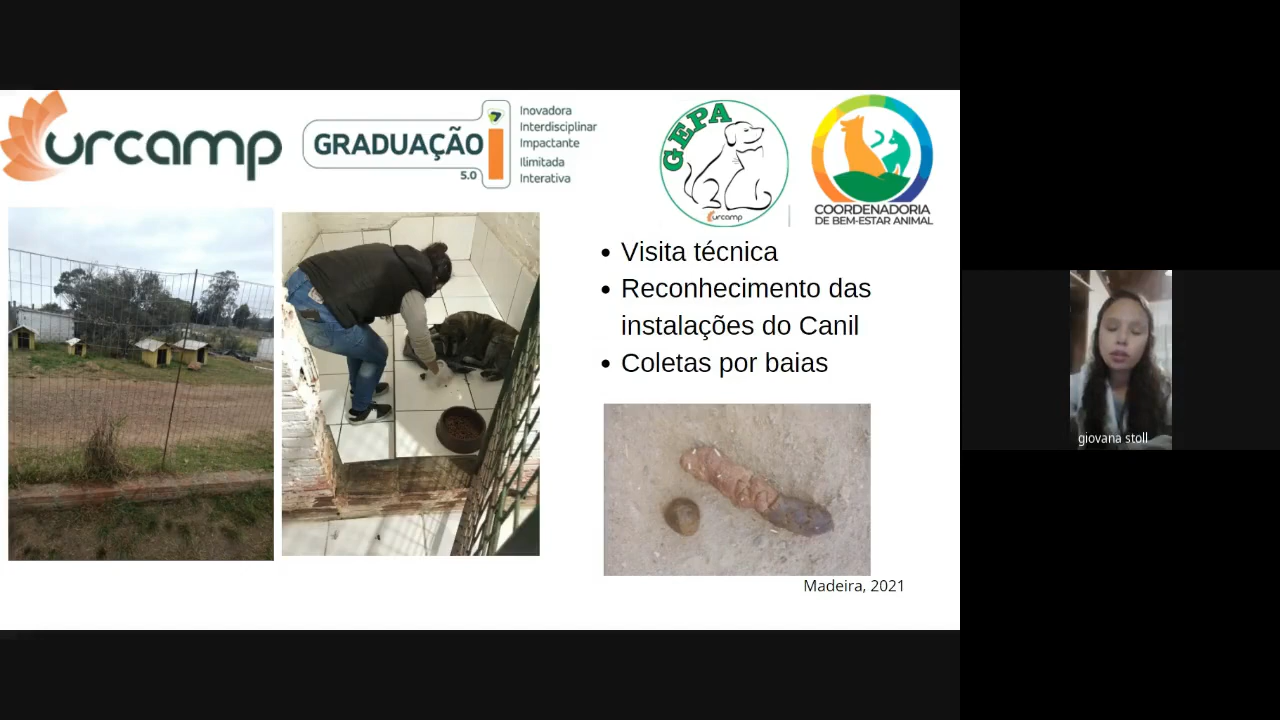 urcamp
GRADUAÇÃO
5.0
Inovadora
Interdisciplinar
Impactante
Ilimitada
Interativa
GEPA
urcamp
COORDENADORIA
DE BEM-ESTAR ANIMAL
• Visita técnica
• Reconhecimento das
instalações do Canil
• Coletas por baias
Madeira, 2021
giovana stoll